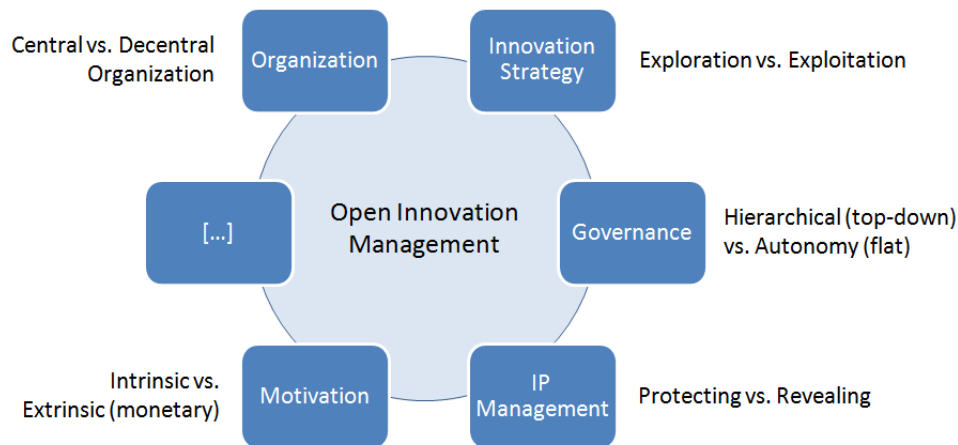 Central vs. Decentral
Organization
Organization
Innovation
Strategy
Exploration vs. Exploitation
[...]
Open Innovation
Management
Governance
Hierarchical (top-down)
vs. Autonomy (flat)
Intrinsic vs.
Extrinsic (monetary)
Motivation
IP
Management
Protecting vs. Revealing